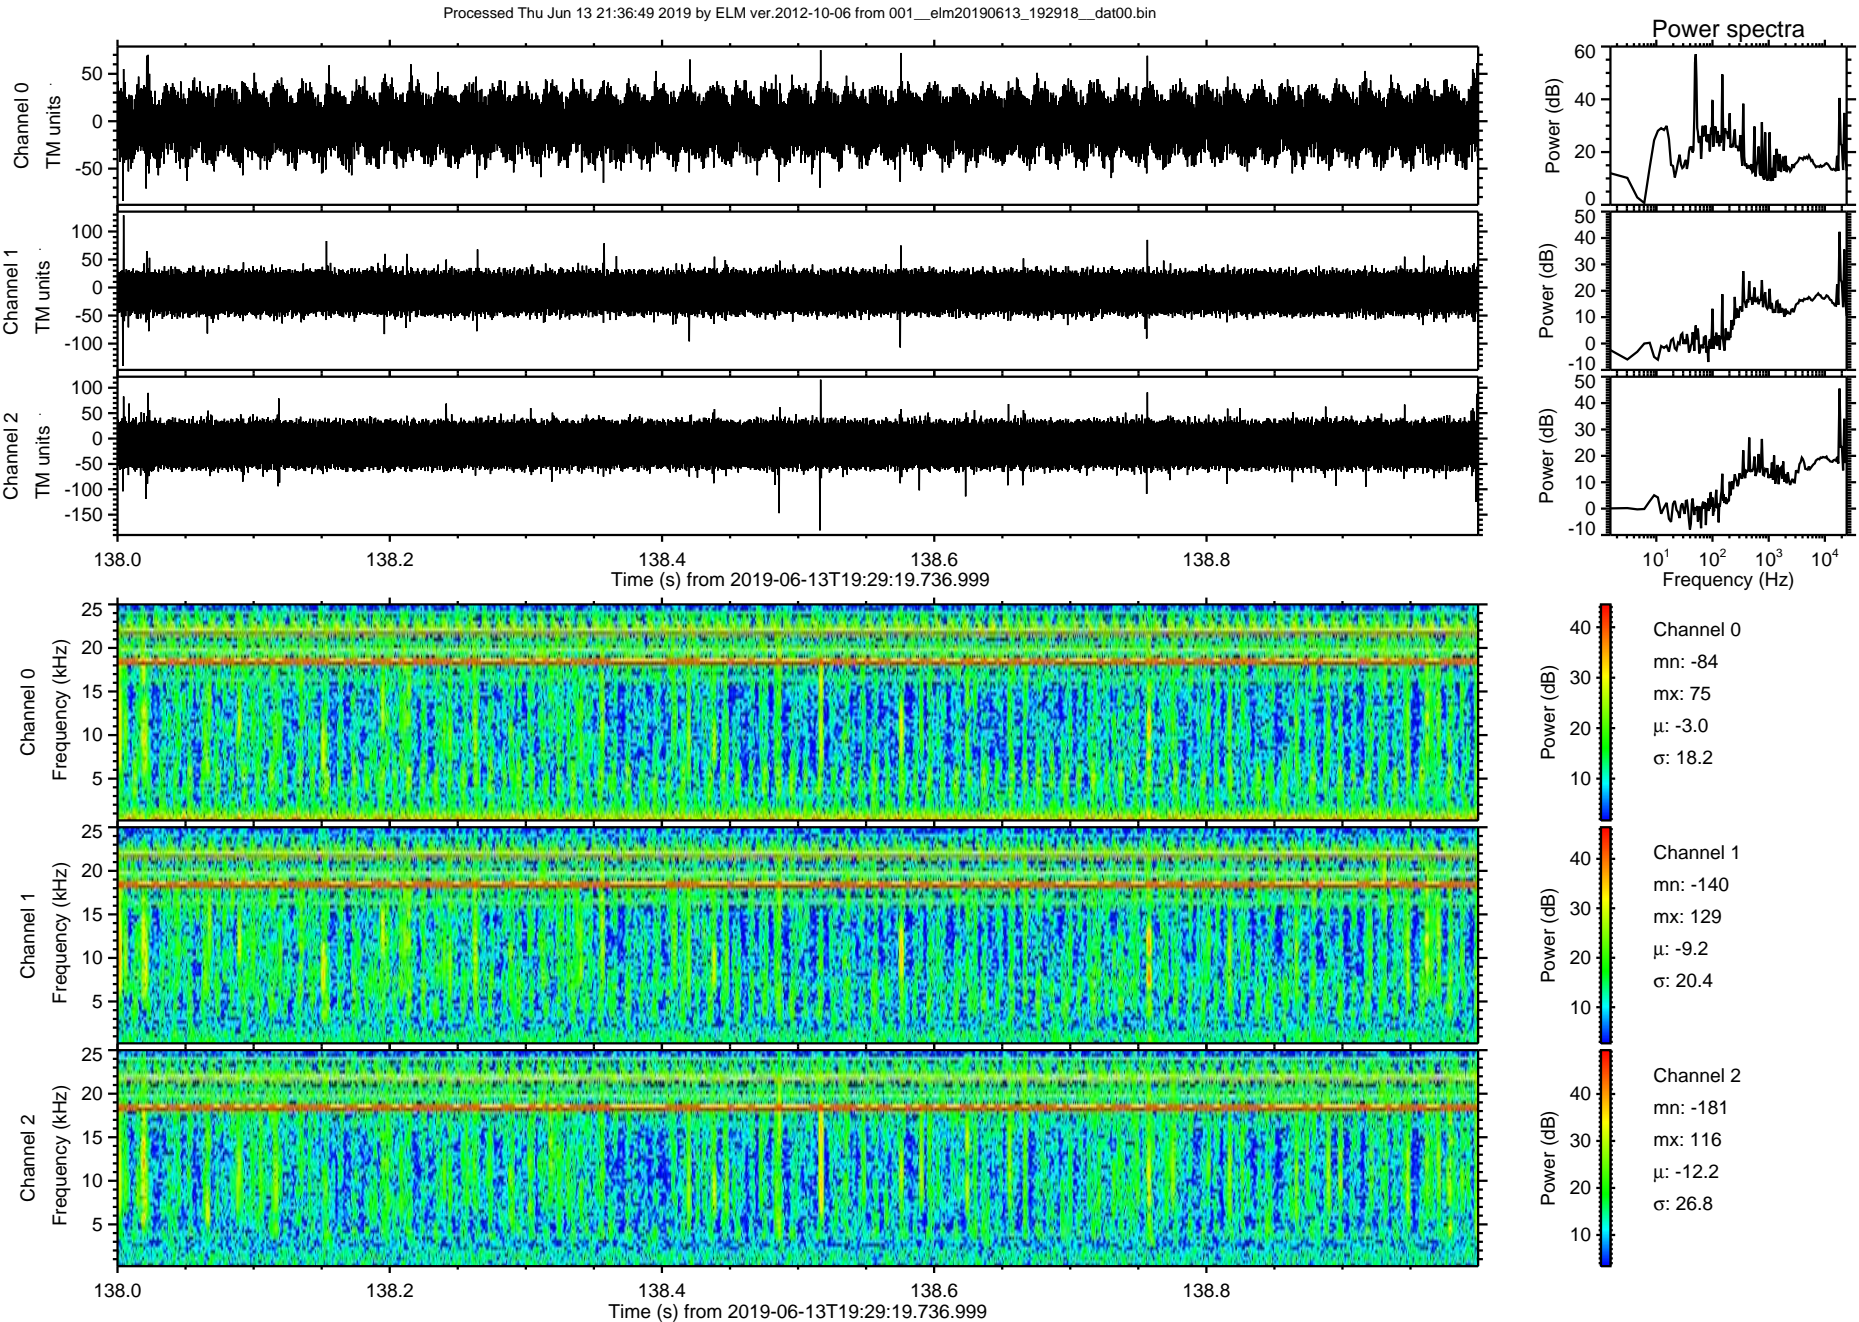 Processed Thu Jun 13 21:36:49 2019 by ELM ver.2012-10-06 from 001__elm20190613_192918__dat00.bin
Power spectra
Channel 0
TM units
50
0
-50
Power (dB)
60
40
20
0
Channel 1
TM units
100
50
0
-50
-100
Power (dB)
50
40
30
20
10
0
-10
Channel 2
TM units
100
50
0
-50
-100
-150
Power (dB)
50
40
30
20
10
0
-10
138.0 138.2 138.4 138.6 138.8
Time (s) from 2019-06-13T19:29:19.736.999
10¹ 10² 10³ 10⁴
Frequency (Hz)
Channel 0
Frequency (kHz)
25
20
15
10
5
Power (dB)
40
30
20
10
Channel 0
mn: -84
mx: 75
μ: -3.0
σ: 18.2
Channel 1
Frequency (kHz)
25
20
15
10
5
Power (dB)
40
30
20
10
Channel 1
mn: -140
mx: 129
μ: -9.2
σ: 20.4
Channel 2
Frequency (kHz)
25
20
15
10
5
Power (dB)
40
30
20
10
Channel 2
mn: -181
mx: 116
μ: -12.2
σ: 26.8
138.0 138.2 138.4 138.6 138.8
Time (s) from 2019-06-13T19:29:19.736.999